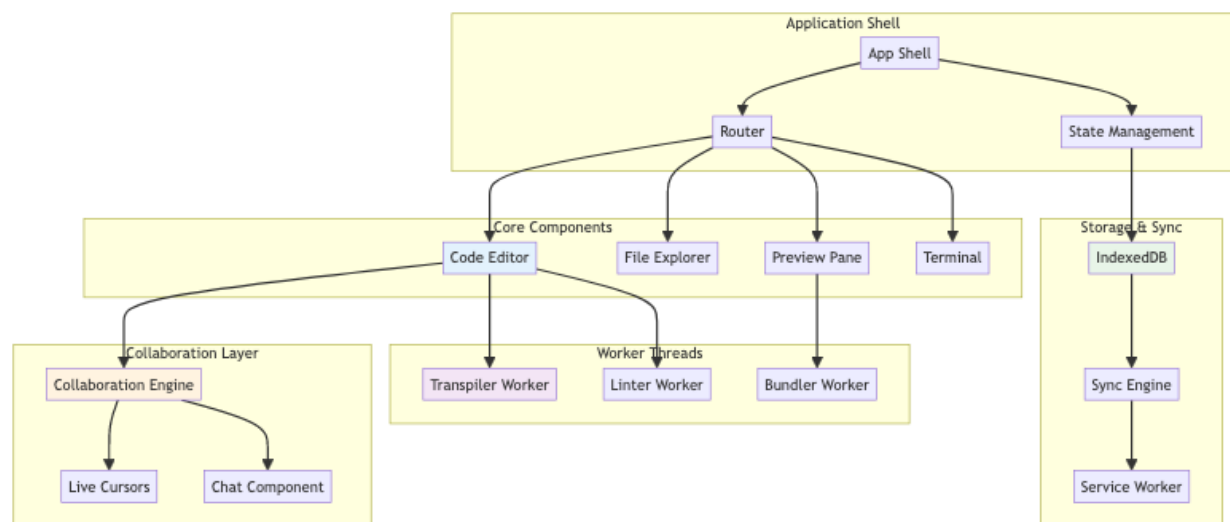 Application Shell
App Shell
Router
State Management
Core Components
Storage & Sync
Code Editor
File Explorer
Preview Pane
Terminal
IndexedDB
Collaboration Layer
Worker Threads
Collaboration Engine
Transpiler Worker
Linter Worker
Bundler Worker
Sync Engine
Live Cursors
Chat Component
Service Worker